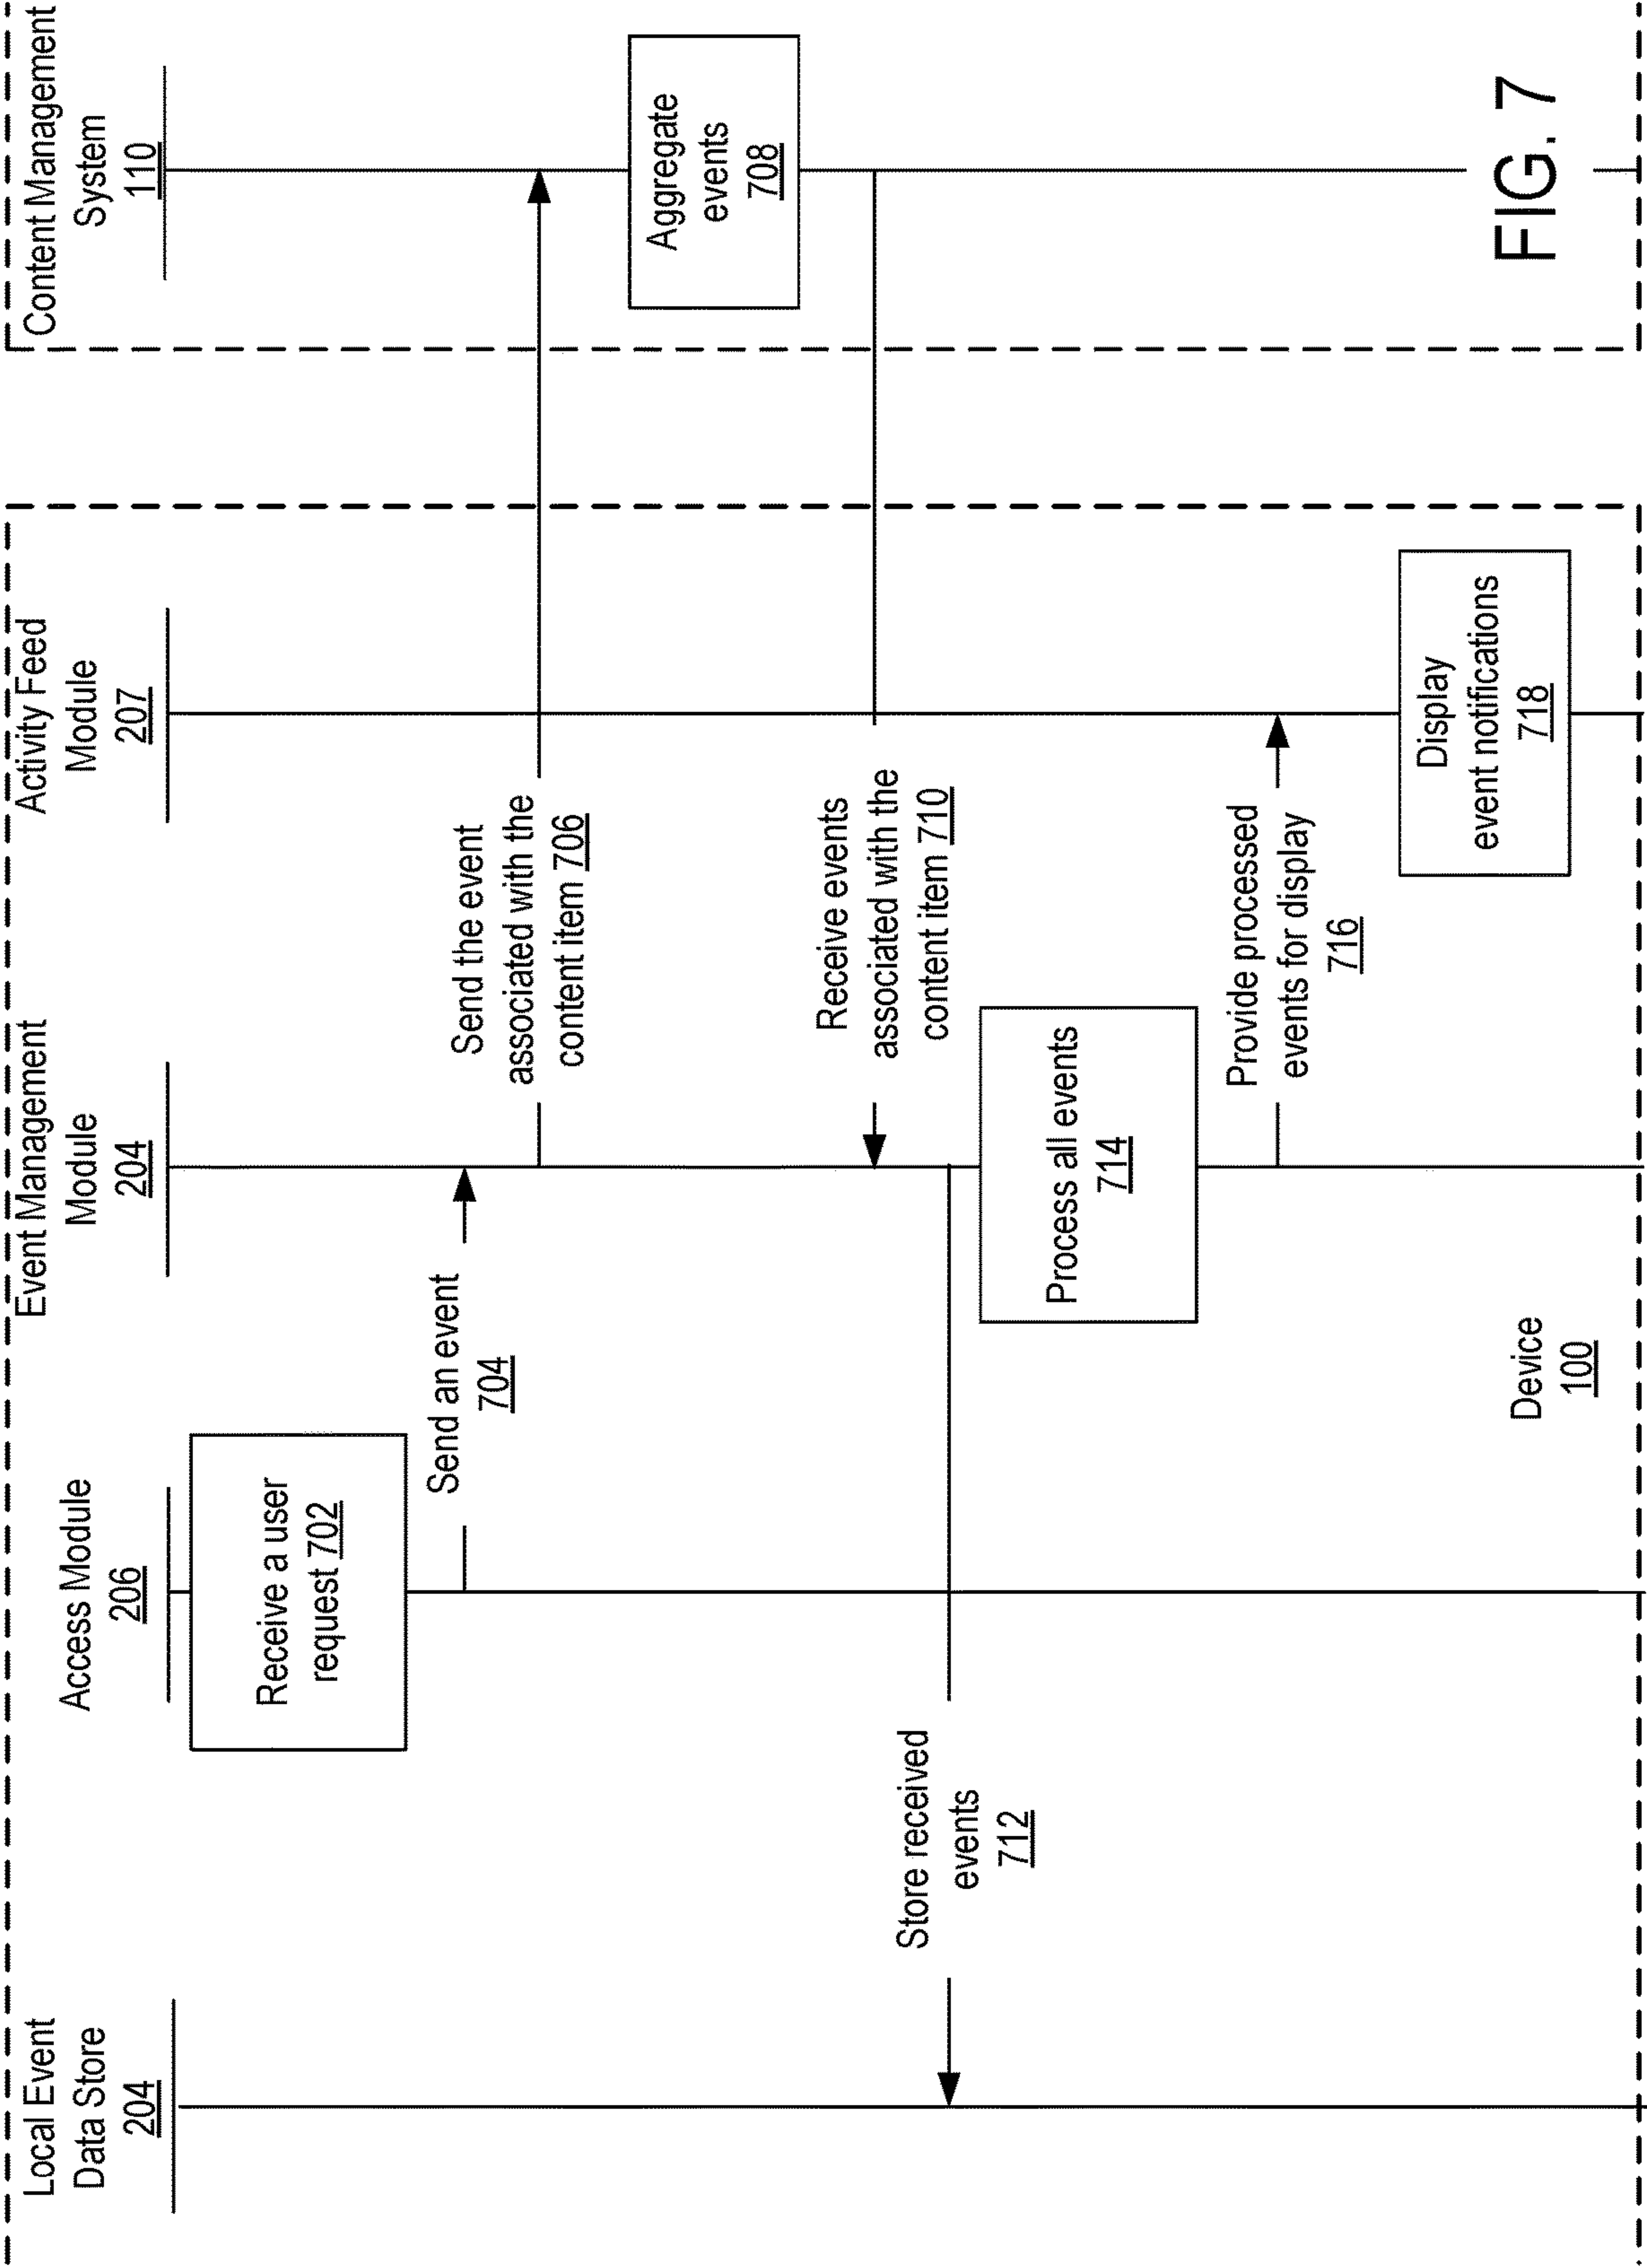 Local Event
Data Store
204
Access Module
206
Event Management
Module
204
Activity Feed
Module
207
Content Management
System
110
Receive a user
request 702
Send an event
704
Send the event
associated with the
content item 706
Aggregate
events
708
Receive events
associated with the
content item 710
Store received
events
712
Process all events
714
Provide processed
events for display
716
Display
event notifications
718
Device
100
FIG. 7